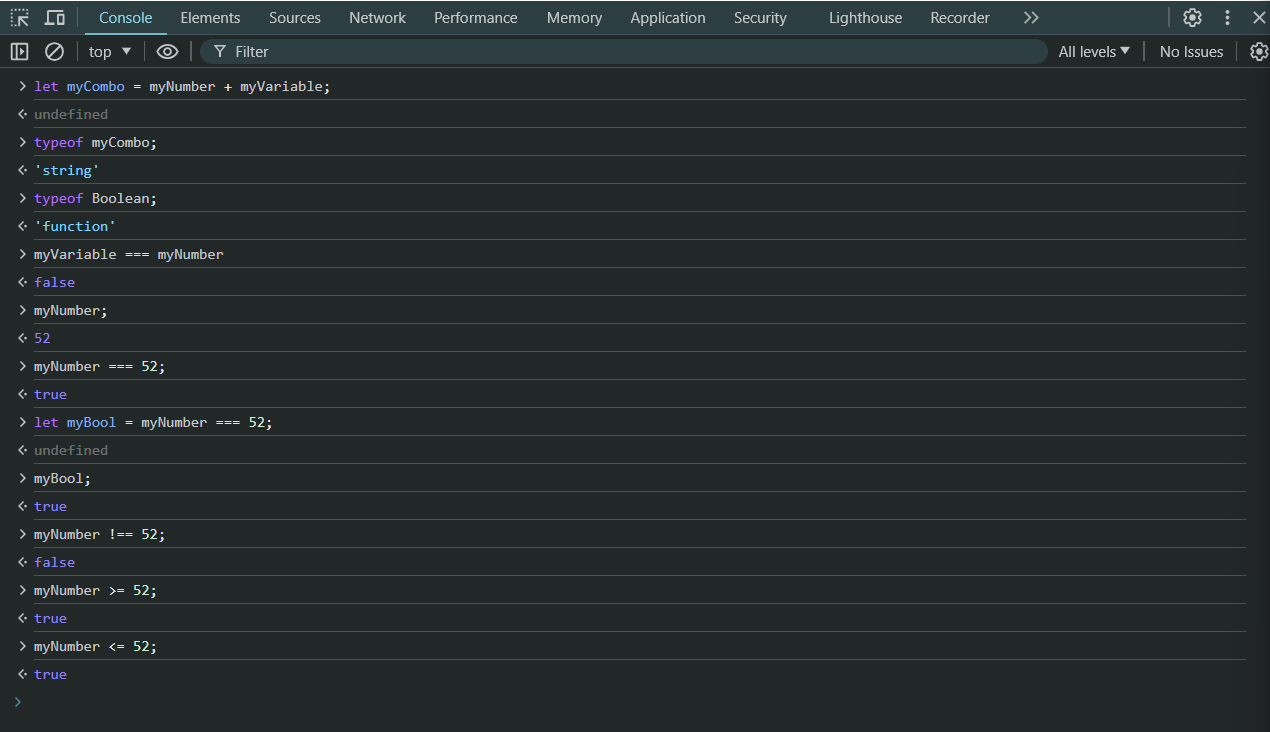 Console Elements Sources Network Performance Memory Application Security Lighthouse Recorder
top Filter All levels No Issues
> let myCombo = myNumber + myVariable;
undefined
> typeof myCombo;
'string'
> typeof Boolean;
'function'
> myVariable === myNumber
false
> myNumber;
52
> myNumber === 52;
true
> let myBool = myNumber === 52;
undefined
> myBool;
true
> myNumber !== 52;
false
> myNumber >= 52;
true
> myNumber <= 52;
true
>